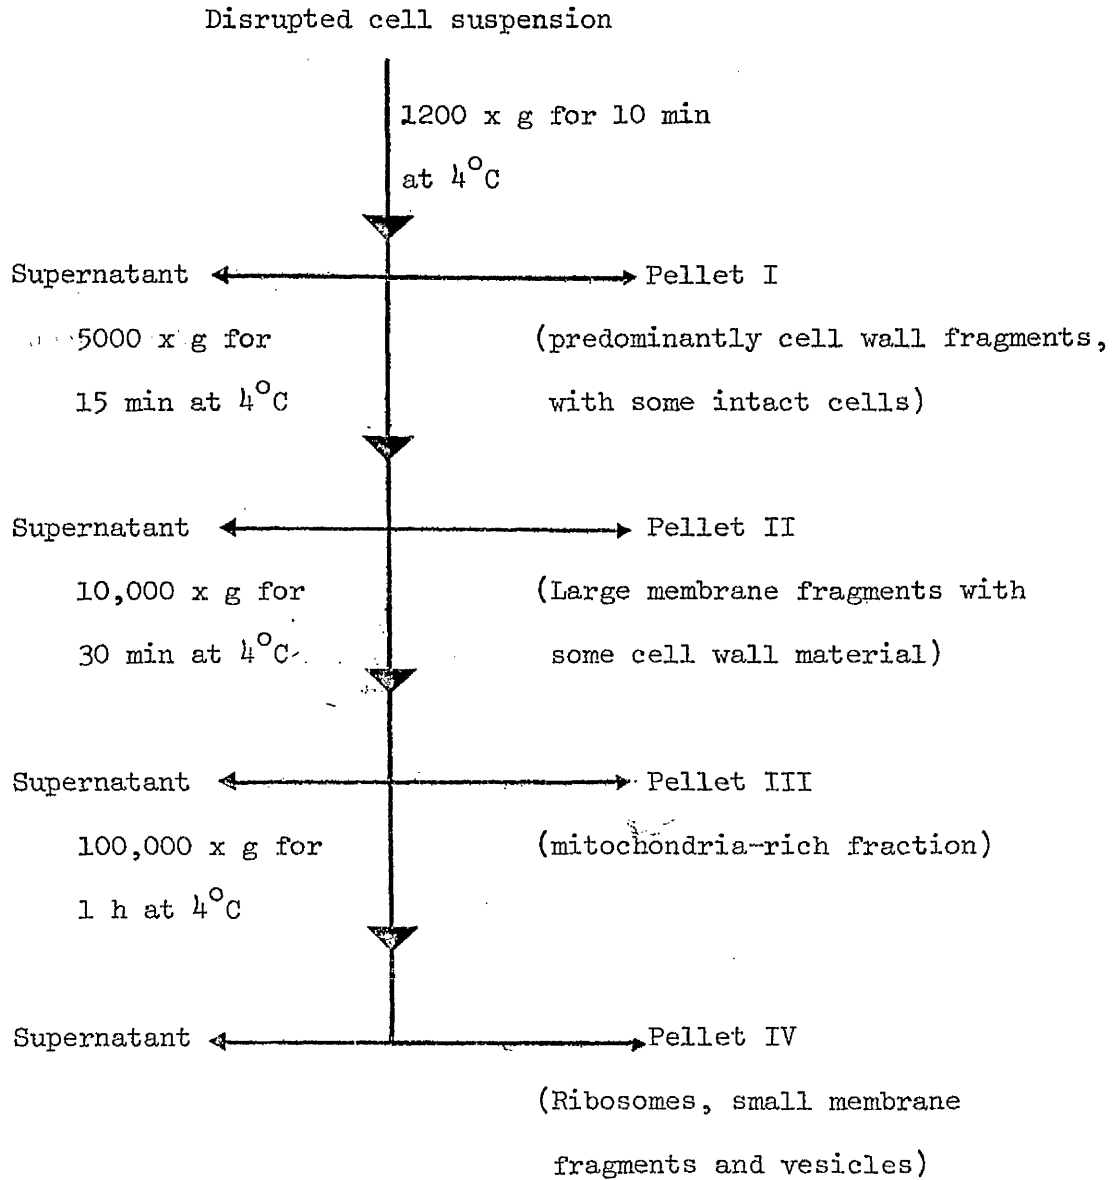 Disrupted cell suspension
1200 x g for 10 min
at 4°C
Supernatant
Pellet I
5000 x g for
15 min at 4°C
(predominantly cell wall fragments,
with some intact cells)
Supernatant
Pellet II
10,000 x g for
30 min at 4°C
(Large membrane fragments with
some cell wall material)
Supernatant
Pellet III
100,000 x g for
1 h at 4°C
(mitochondria-rich fraction)
Supernatant
Pellet IV
(Ribosomes, small membrane
fragments and vesicles)